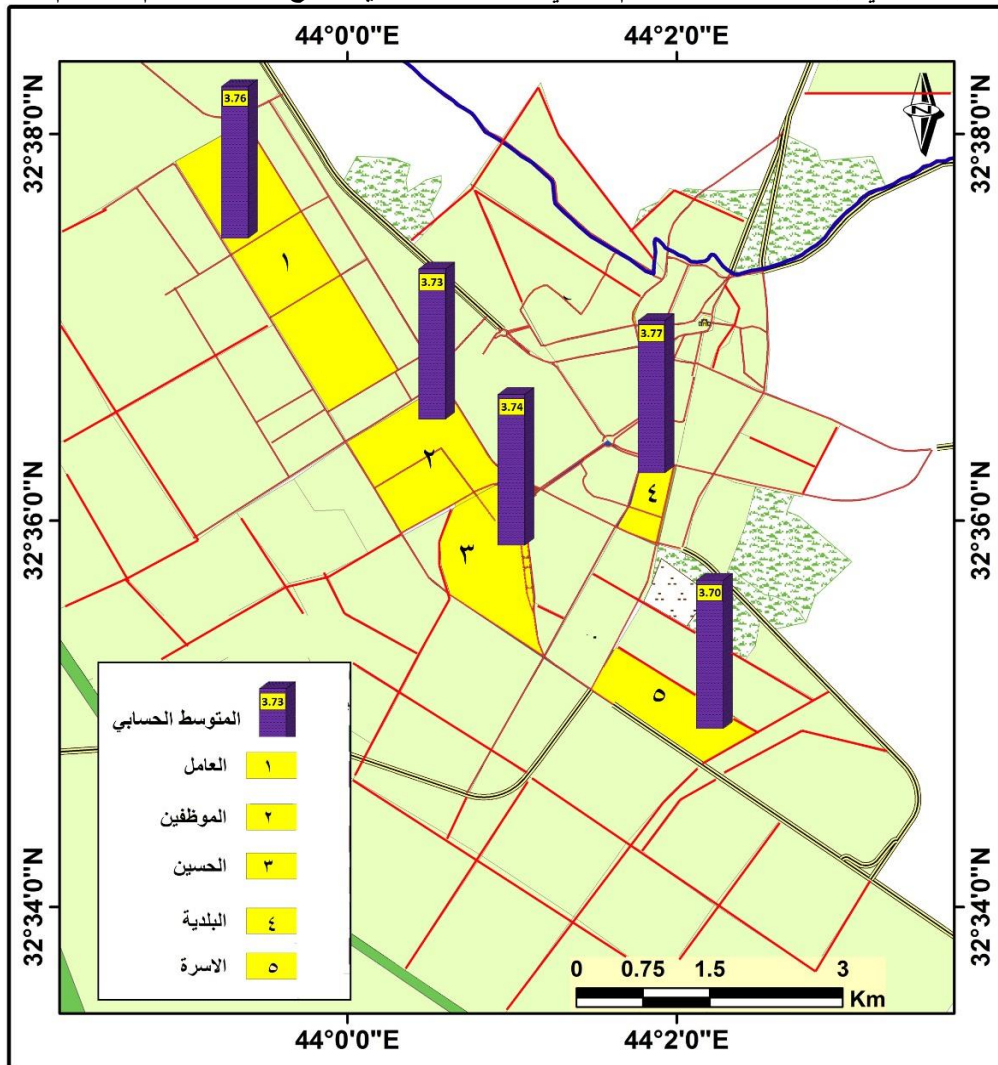 44°0'0"E 44°2'0"E
32°38'0"N 32°38'0"N
N
3.76
١
3.73
3.77
3.74
٢
٤
32°36'0"N 32°36'0"N
٣
3.70
٥
3.73 المتوسط الحسابي
١ العامل
٢ الموظفين
٣ الحسين
٤ البلدية
٥ الاسرة
32°34'0"N 32°34'0"N
0 0.75 1.5 3
Km
44°0'0"E 44°2'0"E